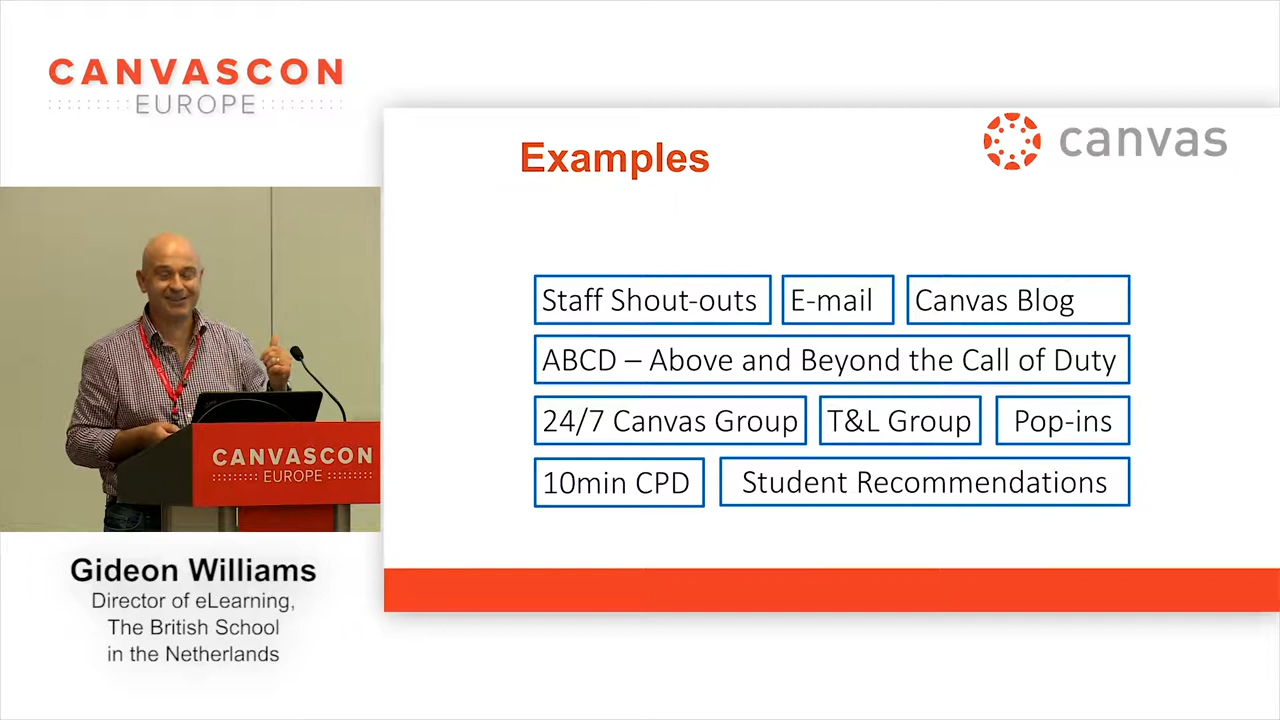 CANVASCON
EUROPE
canvas
Examples
Staff Shout-outs
E-mail
Canvas Blog
ABCD – Above and Beyond the Call of Duty
24/7 Canvas Group
T&L Group
Pop-ins
10min CPD
Student Recommendations
CANVASCON
EUROPE
Gideon Williams
Director of eLearning,
The British School
in the Netherlands